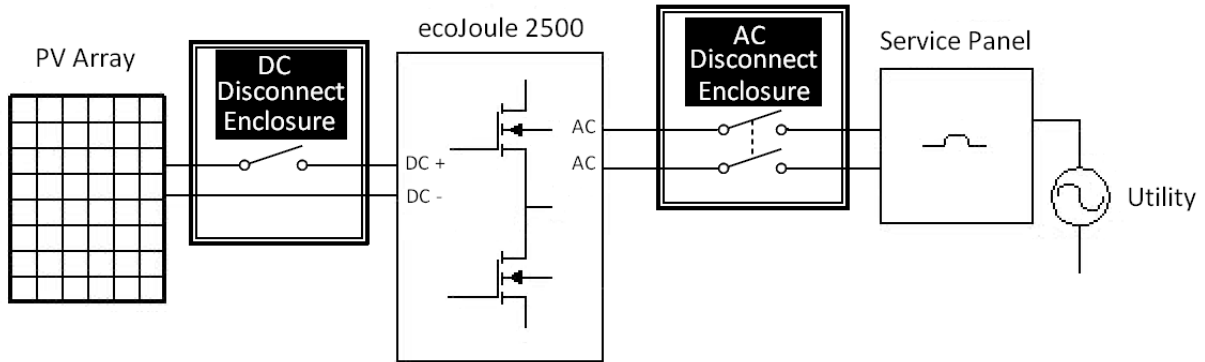 PV Array
DC
Disconnect
Enclosure
ecoJoule 2500
DC +
DC -
AC
AC
AC
Disconnect
Enclosure
Service Panel
Utility